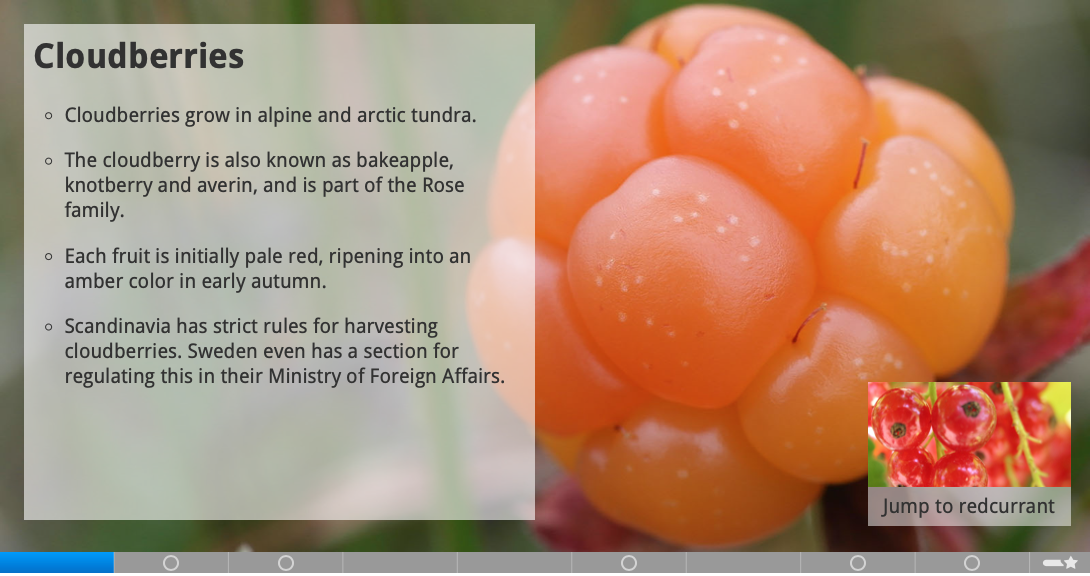 Cloudberries
Cloudberries grow in alpine and arctic tundra.
The cloudberry is also known as bakeapple,
knotberry and averin, and is part of the Rose
family.
Each fruit is initially pale red, ripening into an
amber color in early autumn.
Scandinavia has strict rules for harvesting
cloudberries. Sweden even has a section for
regulating this in their Ministry of Foreign Affairs.
Jump to redcurrant